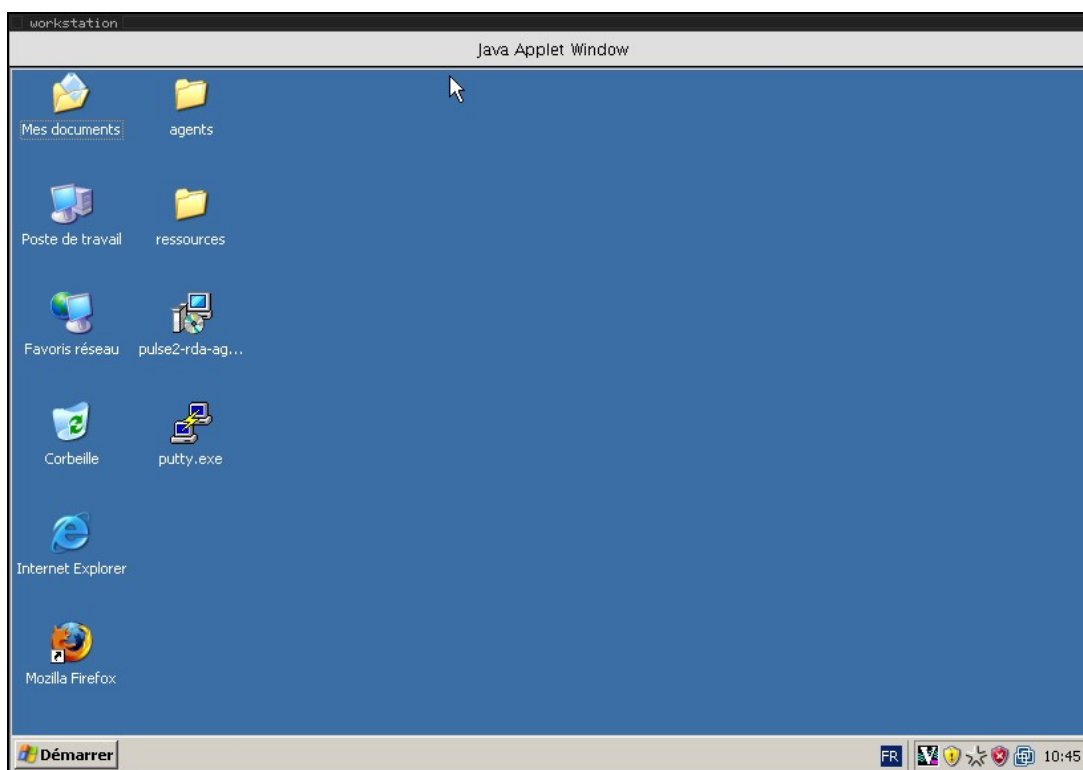 workstation
Java Applet Window
Mes documents
agents
Poste de travail
ressources
Favoris réseau
pulse2-rda-ag...
Corbeille
putty.exe
Internet Explorer
Mozilla Firefox
Démarrer
FR
10:45